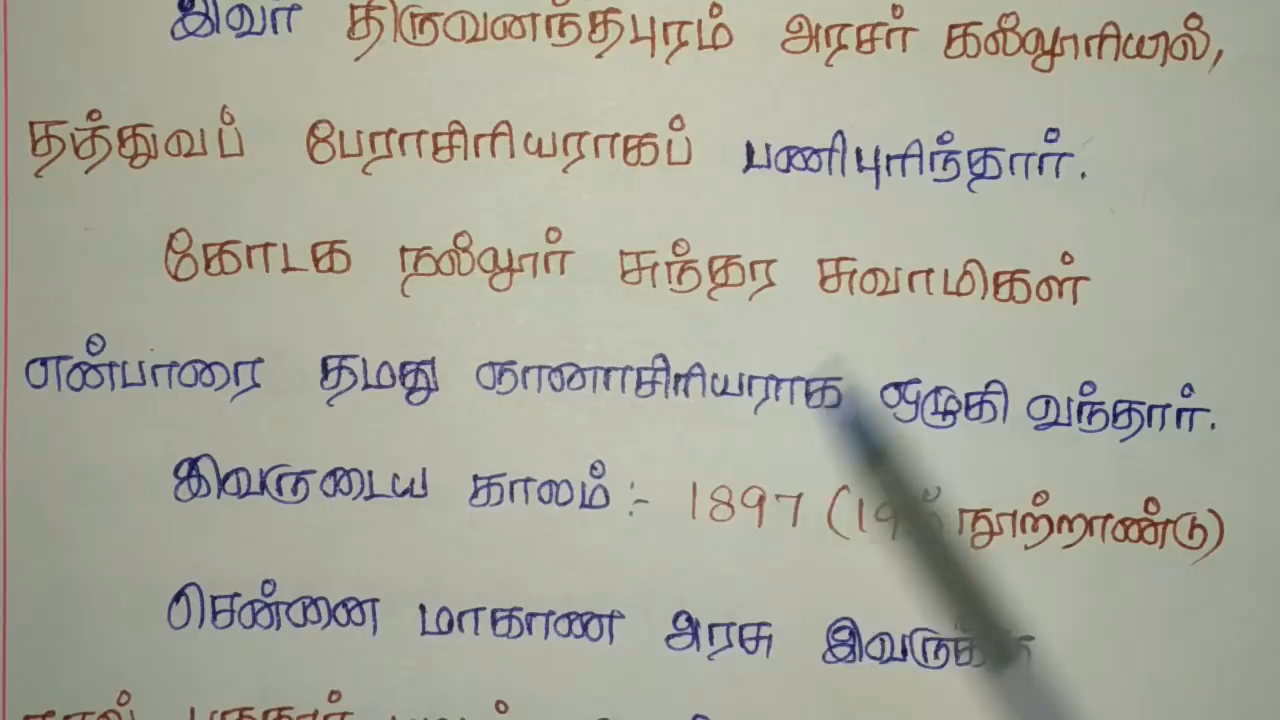 இவர் திருவனந்தபுரம் அரசர் கல்லூரியில்,
தத்துவப் பேராசிரியராகப் பணிபுரிந்தார்.
கோடக நல்லூர் சுந்தர சுவாமிகள்
என்பாரை தமது ஞானாசிரியராக ஒழுகி வந்தார்.
இவருடைய காலம் :- 1897 ( நூற்றாண்டு)
சென்னை மாகாண அரசு